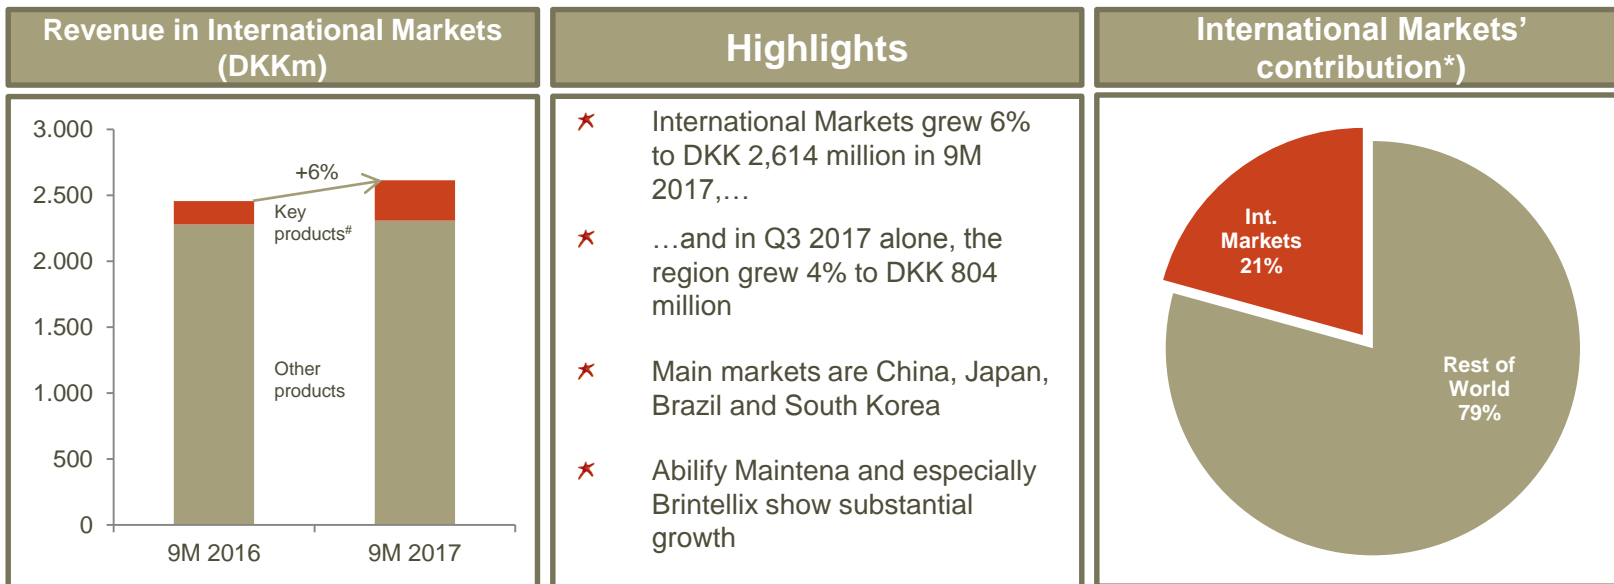 Revenue in International Markets
(DKKm)
3.000
2.500
2.000
1.500
1.000
500
0
+6%
Key
products#
Other
products
9M 2016
9M 2017
Highlights
International Markets grew 6%
to DKK 2,614 million in 9M
2017,…
…and in Q3 2017 alone, the
region grew 4% to DKK 804
million
Main markets are China, Japan,
Brazil and South Korea
Abilify Maintena and especially
Brintellix show substantial
growth
International Markets'
contribution*)
Int.
Markets
21%
Rest of
World
79%